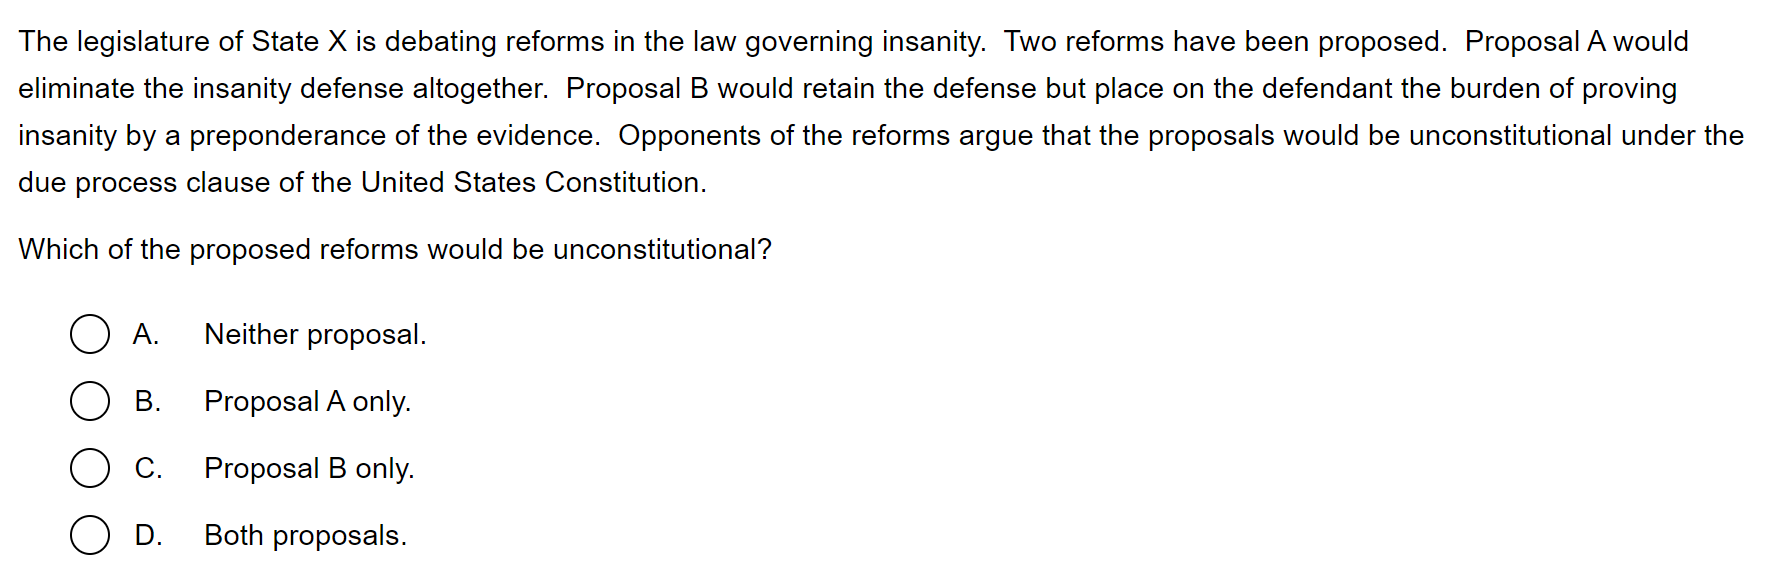 The legislature of State X is debating reforms in the law governing insanity.  Two reforms have been proposed.  Proposal A would
eliminate the insanity defense altogether.  Proposal B would retain the defense but place on the defendant the burden of proving
insanity by a preponderance of the evidence.  Opponents of the reforms argue that the proposals would be unconstitutional under the
due process clause of the United States Constitution.
Which of the proposed reforms would be unconstitutional?
A. Neither proposal.
B. Proposal A only.
C. Proposal B only.
D. Both proposals.